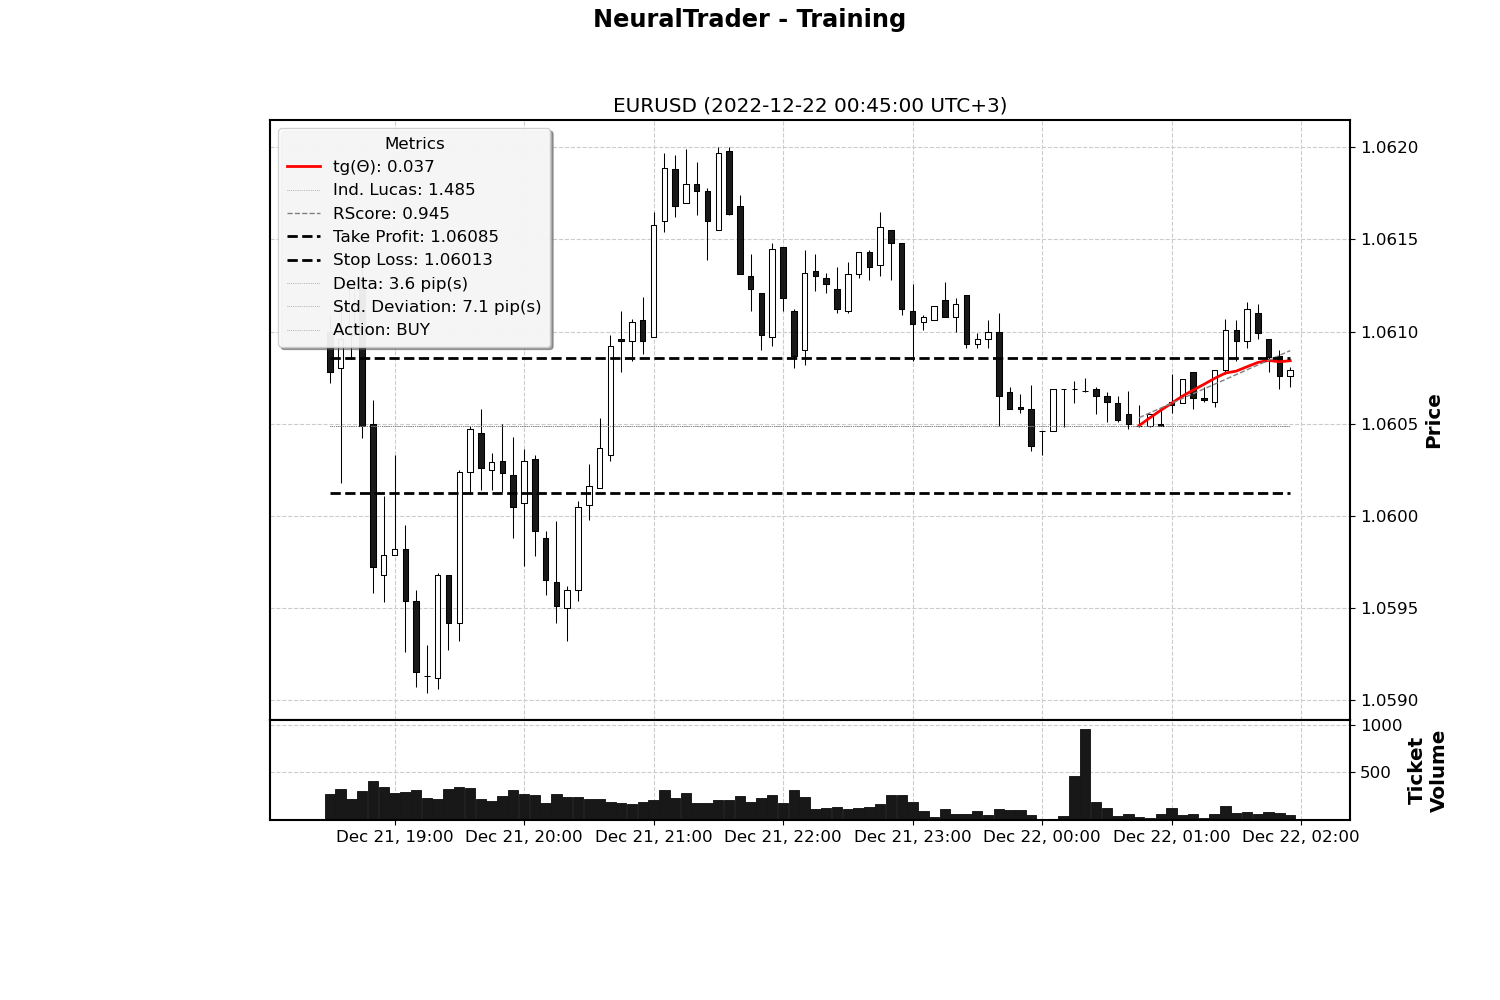 NeuralTrader - Training
EURUSD (2022-12-22 00:45:00 UTC+3)
Metrics
tg(Θ): 0.037
Ind. Lucas: 1.485
RScore: 0.945
Take Profit: 1.06085
Stop Loss: 1.06013
Delta: 3.6 pip(s)
Std. Deviation: 7.1 pip(s)
Action: BUY
1.0620
1.0615
1.0610
1.0605
1.0600
1.0595
1.0590
Price
1000
500
Ticket
Volume
Dec 21, 19:00
Dec 21, 20:00
Dec 21, 21:00
Dec 21, 22:00
Dec 21, 23:00
Dec 22, 00:00
Dec 22, 01:00
Dec 22, 02:00